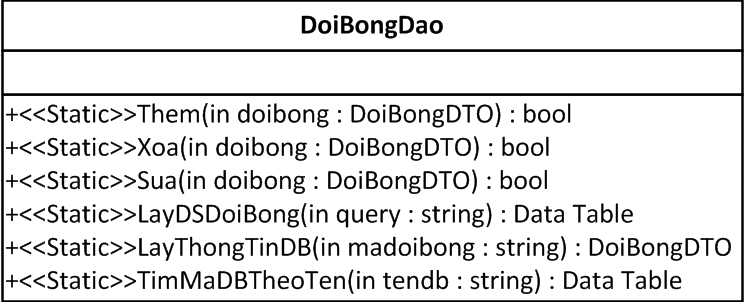 DoiBongDao
+<<Static>>Them(in doibong : DoiBongDTO) : bool
+<<Static>>Xoa(in doibong : DoiBongDTO) : bool
+<<Static>>Sua(in doibong : DoiBongDTO) : bool
+<<Static>>LayDSDoiBong(in query : string) : Data Table
+<<Static>>LayThongTinDB(in madoibong : string) : DoiBongDTO
+<<Static>>TimMaDBTheoTen(in tendb : string) : Data Table